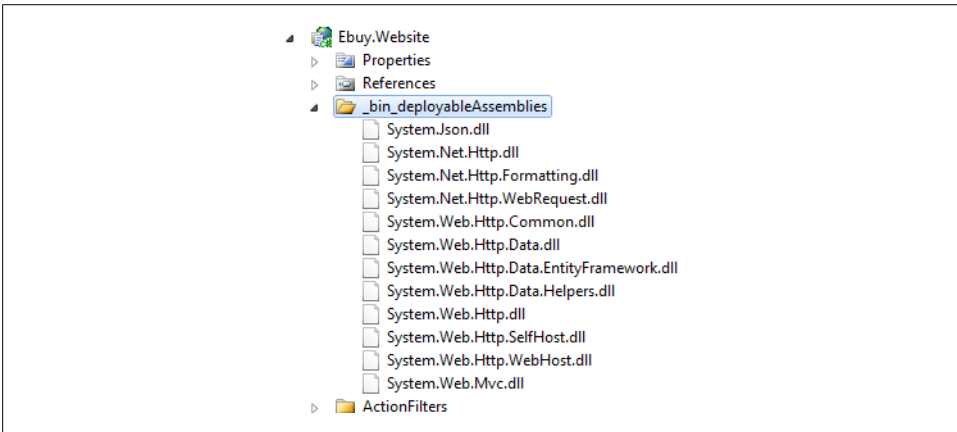 Ebuy.Website
Properties
References
_bin_deployableAssemblies
System.Json.dll
System.Net.Http.dll
System.Net.Http.Formatting.dll
System.Net.Http.WebRequest.dll
System.Web.Http.Common.dll
System.Web.Http.Data.dll
System.Web.Http.Data.EntityFramework.dll
System.Web.Http.Data.Helpers.dll
System.Web.Http.dll
System.Web.Http.SelfHost.dll
System.Web.Http.WebHost.dll
System.Web.Mvc.dll
ActionFilters